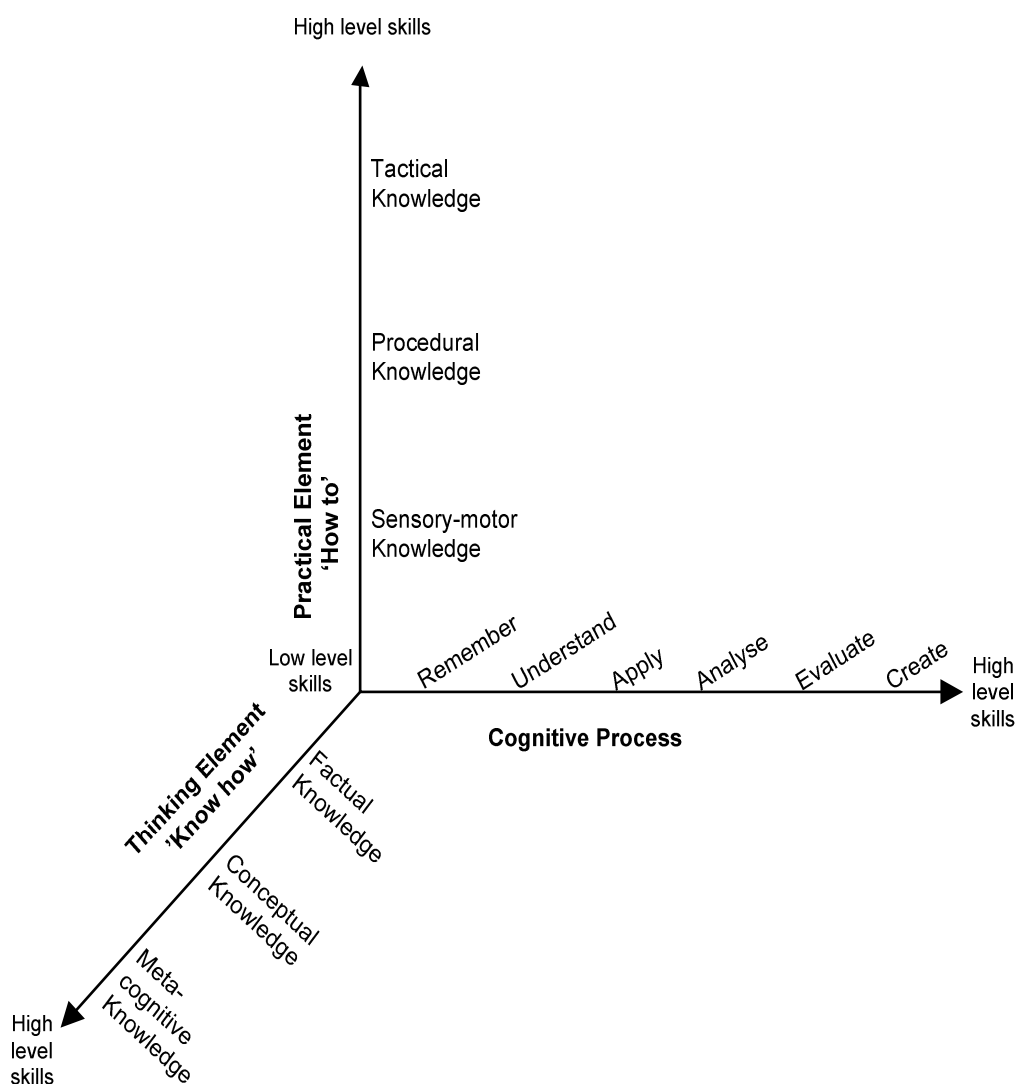 High level skills
Tactical
Knowledge
Procedural
Knowledge
Practical Element
‘How to’
Sensory-motor
Knowledge
Low level
skills
Remember
Understand
Apply
Analyse
Evaluate
Create
High
level
skills
Cognitive Process
Thinking Element
’Know how’
Factual
Knowledge
Conceptual
Knowledge
Meta-
cognitive
Knowledge
High
level
skills